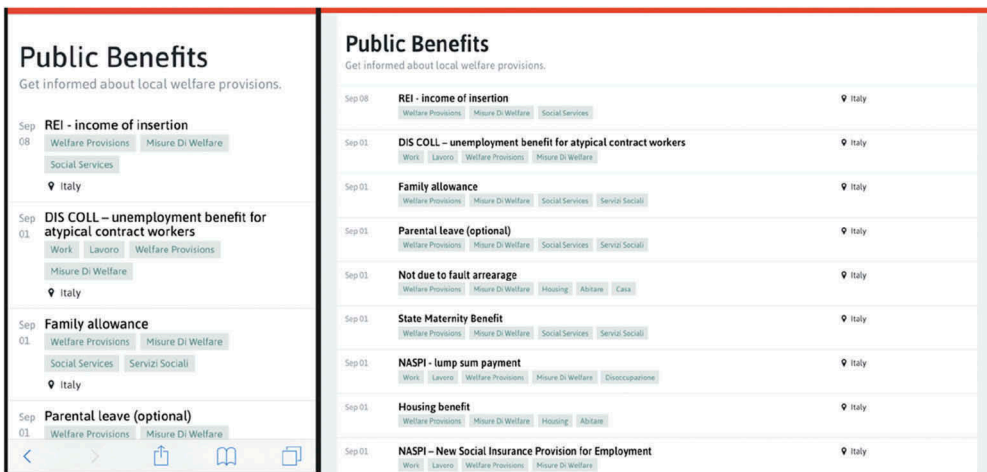 Public Benefits
Get informed about local welfare provisions.
Sep
08
REI - income of insertion
Welfare Provisions Misure Di Welfare
Social Services
Italy
Sep
01
DIS COLL – unemployment benefit for
atypical contract workers
Work Lavoro Welfare Provisions
Misure Di Welfare
Italy
Sep
01
Family allowance
Welfare Provisions Misure Di Welfare
Social Services Servizi Sociali
Italy
Sep
01
Parental leave (optional)
Welfare Provisions Misure Di Welfare
Public Benefits
Get informed about local welfare provisions.
Sep 08 REI - income of insertion Italy
Welfare Provisions Misure Di Welfare Social Services
Sep 01 DIS COLL – unemployment benefit for atypical contract workers Italy
Work Lavoro Welfare Provisions Misure Di Welfare
Sep 01 Family allowance Italy
Welfare Provisions Misure Di Welfare Social Services Servizi Sociali
Sep 01 Parental leave (optional) Italy
Welfare Provisions Misure Di Welfare Social Services Servizi Sociali
Sep 01 Not due to fault arrearage Italy
Welfare Provisions Misure Di Welfare Housing Abitare Casa
Sep 01 State Maternity Benefit Italy
Welfare Provisions Misure Di Welfare Social Services Servizi Sociali
Sep 01 NASPI - lump sum payment Italy
Work Lavoro Welfare Provisions Misure Di Welfare Disoccupazione
Sep 01 Housing benefit Italy
Welfare Provisions Misure Di Welfare Housing Abitare
Sep 01 NASPI – New Social Insurance Provision for Employment Italy
Work Lavoro Welfare Provisions Misure Di Welfare